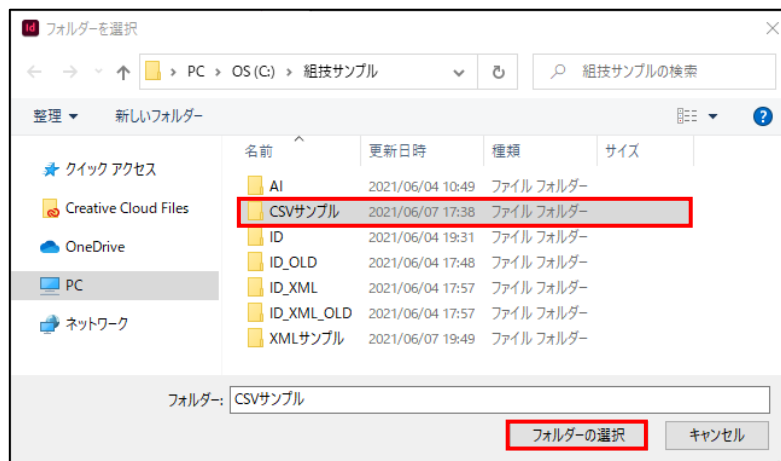 Id フォルダーを選択
PC › OS (C:) › 組技サンプル 組技サンプルの検索
整理 新しいフォルダー
名前 更新日時 種類 サイズ
クイック アクセス
Creative Cloud Files
OneDrive
PC
ネットワーク
AI 2021/06/04 10:49 ファイル フォルダー
CSVサンプル 2021/06/07 17:38 ファイル フォルダー
ID 2021/06/04 19:31 ファイル フォルダー
ID_OLD 2021/06/04 17:48 ファイル フォルダー
ID_XML 2021/06/04 17:57 ファイル フォルダー
ID_XML_OLD 2021/06/04 17:57 ファイル フォルダー
XMLサンプル 2021/06/07 19:49 ファイル フォルダー
フォルダー: CSVサンプル
フォルダーの選択 キャンセル